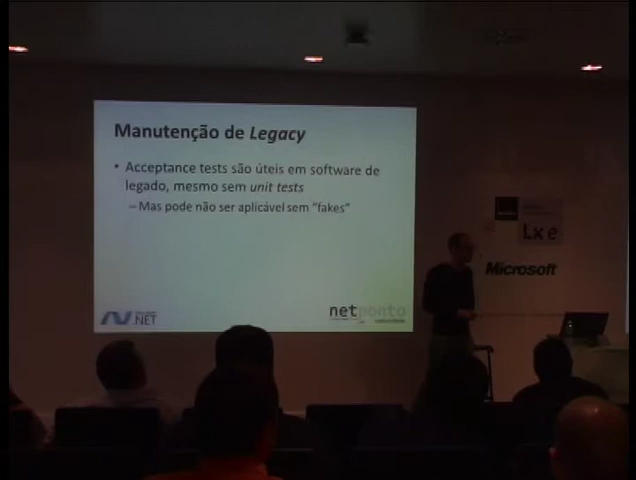 Manutenção de Legacy
• Acceptance tests são úteis em software de
legado, mesmo sem unit tests
– Mas pode não ser aplicável sem "fakes"
.NET
netponto
Lx e
Microsoft